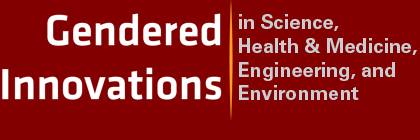 Gendered
Innovations
in Science,
Health & Medicine,
Engineering, and
Environment